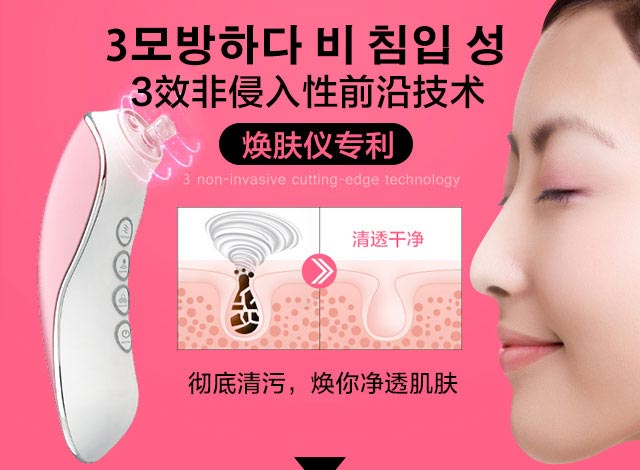 3모방하다 비 침입 성
3效非侵入性前沿技术
焕肤仪专利
3 non-invasive cutting-edge technology
清透干净
彻底清污，焕你净透肌肤